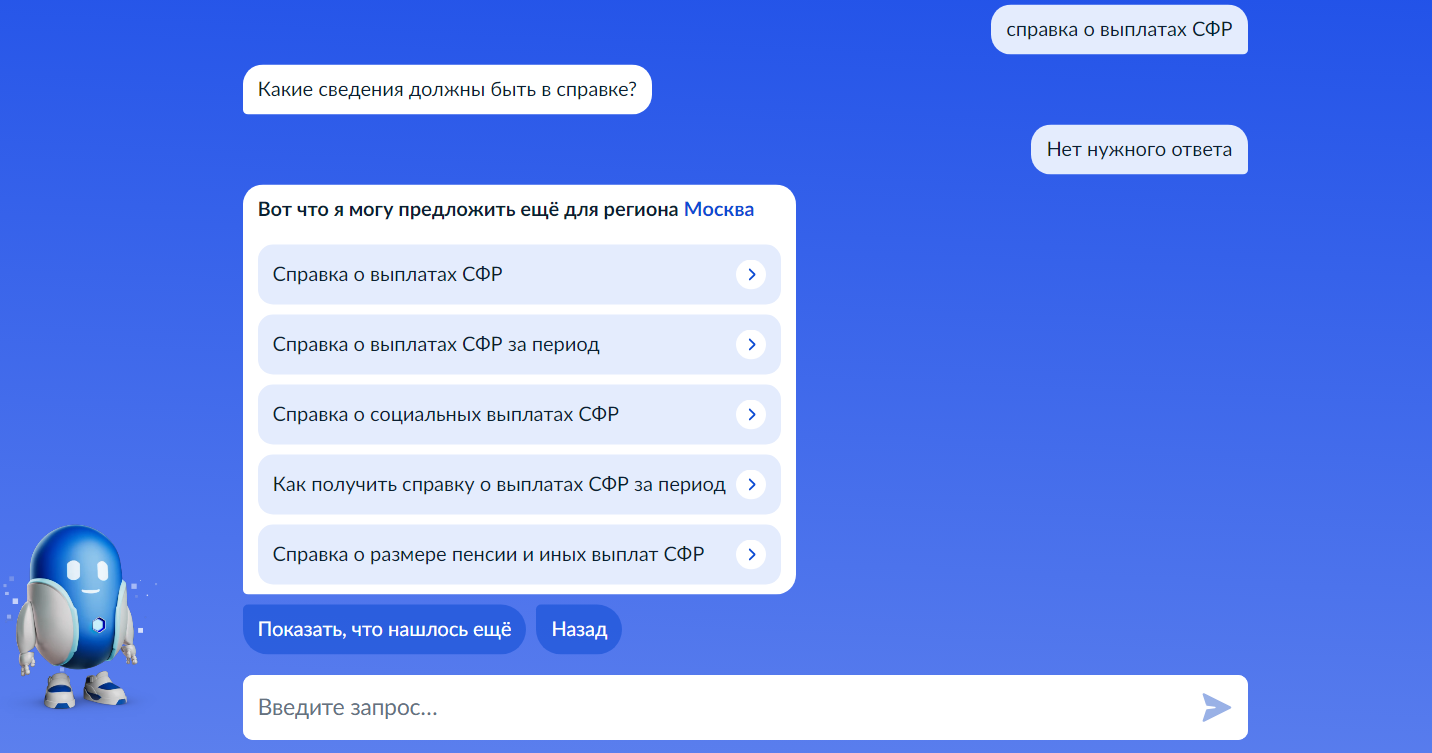 справка о выплатах СФР
Какие сведения должны быть в справке?
Нет нужного ответа
Вот что я могу предложить ещё для региона Москва
Справка о выплатах СФР
Справка о выплатах СФР за период
Справка о социальных выплатах СФР
Как получить справку о выплатах СФР за период
Справка о размере пенсии и иных выплат СФР
Показать, что нашлось ещё
Назад
Введите запрос...